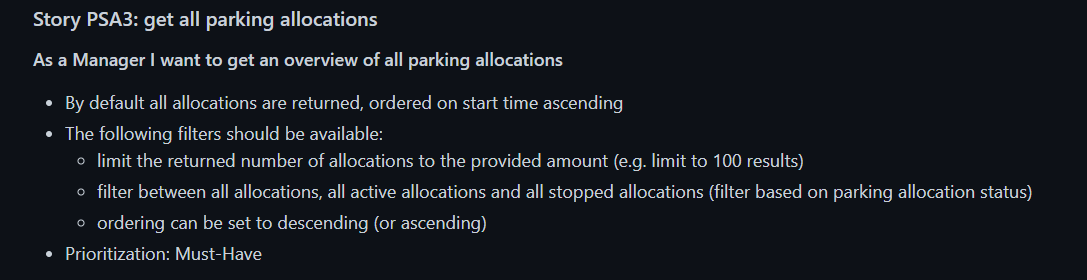 Story PSA3: get all parking allocations
As a Manager I want to get an overview of all parking allocations
• By default all allocations are returned, ordered on start time ascending
• The following filters should be available:
◦ limit the returned number of allocations to the provided amount (e.g. limit to 100 results)
◦ filter between all allocations, all active allocations and all stopped allocations (filter based on parking allocation status)
◦ ordering can be set to descending (or ascending)
• Prioritization: Must-Have